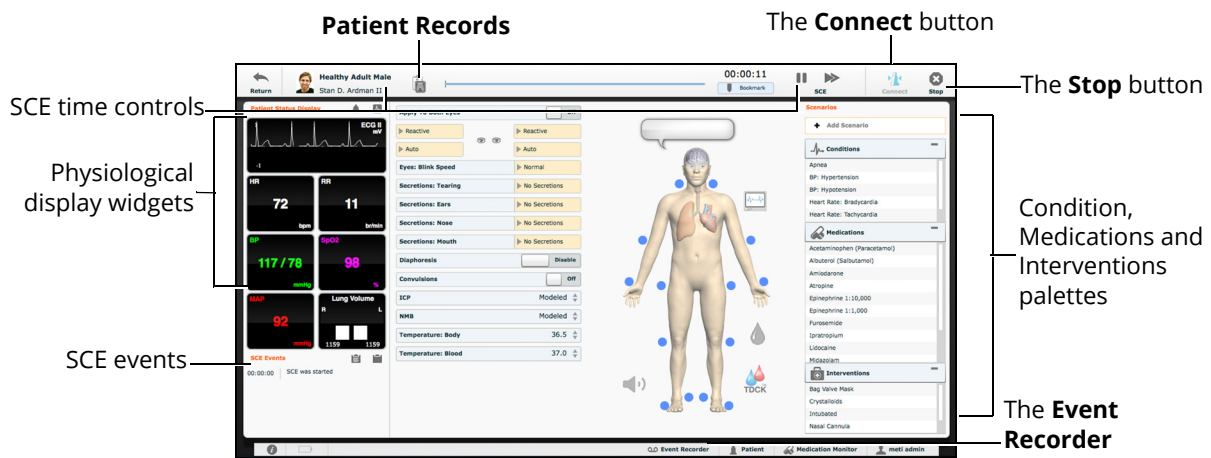 Patient Records
The Connect button
The Stop button
SCE time controls
Physiological
display widgets
SCE events
Condition,
Medications and
Interventions
palettes
The Event
Recorder
Return
Healthy Adult Male
Stan D. Ardman II
00:00:11
Bookmark
SCE
Connect
Stop
Patient Status Display
ECG II
mV
-1
HR
72
bpm
RR
11
br/min
BP
117 / 78
mmHg
SpO2
98
%
MAP
92
mmHg
Lung Volume
R L
1159 1159
SCE Events
00:00:00 SCE was started
Apply To Both Eyes Off
Reactive Reactive
Auto Auto
Eyes: Blink Speed Normal
Secretions: Tearing No Secretions
Secretions: Ears No Secretions
Secretions: Nose No Secretions
Secretions: Mouth No Secretions
Diaphoresis Disable
Convulsions Off
ICP Modeled
NMB Modeled
Temperature: Body 36.5
Temperature: Blood 37.0
TDCK
Scenarios
+ Add Scenario
Conditions
Apnea
BP: Hypertension
BP: Hypotension
Heart Rate: Bradycardia
Heart Rate: Tachycardia
Medications
Acetaminophen (Paracetamol)
Albuterol (Salbutamol)
Amiodarone
Atropine
Epinephrine 1:10,000
Epinephrine 1:1,000
Furosemide
Ipratropium
Lidocaine
Midazolam
Interventions
Bag Valve Mask
Crystalloids
Intubated
Nasal Cannula
Event Recorder
Patient
Medication Monitor
meti admin